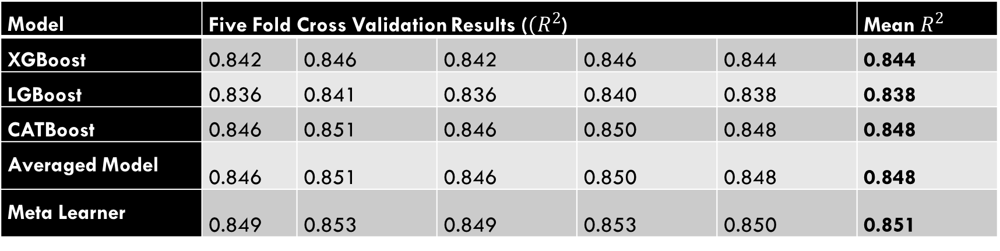 Model Five Fold Cross Validation Results ((R²) Mean R²
XGBoost 0.842 0.846 0.842 0.846 0.844 0.844
LGBoost 0.836 0.841 0.836 0.840 0.838 0.838
CATBoost 0.846 0.851 0.846 0.850 0.848 0.848
Averaged Model 0.846 0.851 0.846 0.850 0.848 0.848
Meta Learner 0.849 0.853 0.849 0.853 0.850 0.851